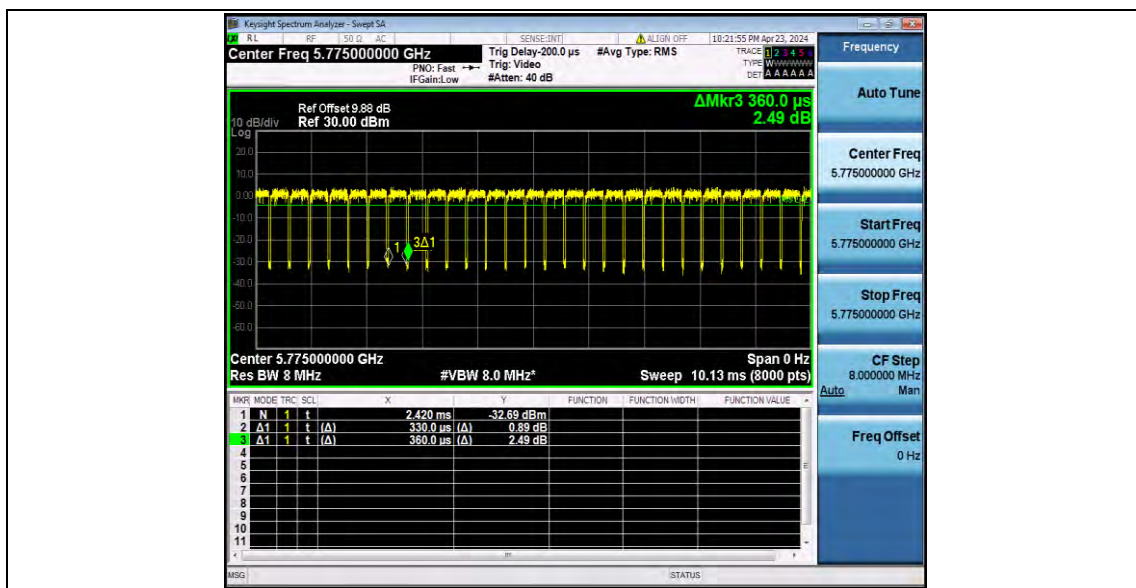 Keysight Spectrum Analyzer - Swept SA
RL RF 50 Ω AC SENSE:INT ALIGN OFF 10:21:55 PM Apr 23, 2024
Center Freq 5.775000000 GHz
Trig Delay-200.0 µs #Avg Type: RMS
PNO: Fast
IFGain:Low
Trig: Video
#Atten: 40 dB
TRACE 1 2 3 4 5 6
TYPE WWWWWW
DET A A A A A A
ΔMkr3 360.0 µs
2.49 dB
Ref Offset 9.88 dB
10 dB/div Ref 30.00 dBm
Log
20.0
10.0
0.00
-10.0
-20.0
-30.0
-40.0
-50.0
-60.0
1
3Δ1
Center 5.775000000 GHz Span 0 Hz
Res BW 8 MHz #VBW 8.0 MHz* Sweep 10.13 ms (8000 pts)
MKR MODE TRC SCL X Y FUNCTION FUNCTION WIDTH FUNCTION VALUE
1 N 1 t 2.420 ms -32.69 dBm
2 Δ1 1 t (Δ) 330.0 µs (Δ) 0.89 dB
3 Δ1 1 t (Δ) 360.0 µs (Δ) 2.49 dB
4
5
6
7
8
9
10
11
MSG STATUS
Frequency
Auto Tune
Center Freq
5.775000000 GHz
Start Freq
5.775000000 GHz
Stop Freq
5.775000000 GHz
CF Step
8.000000 MHz
Auto Man
Freq Offset
0 Hz